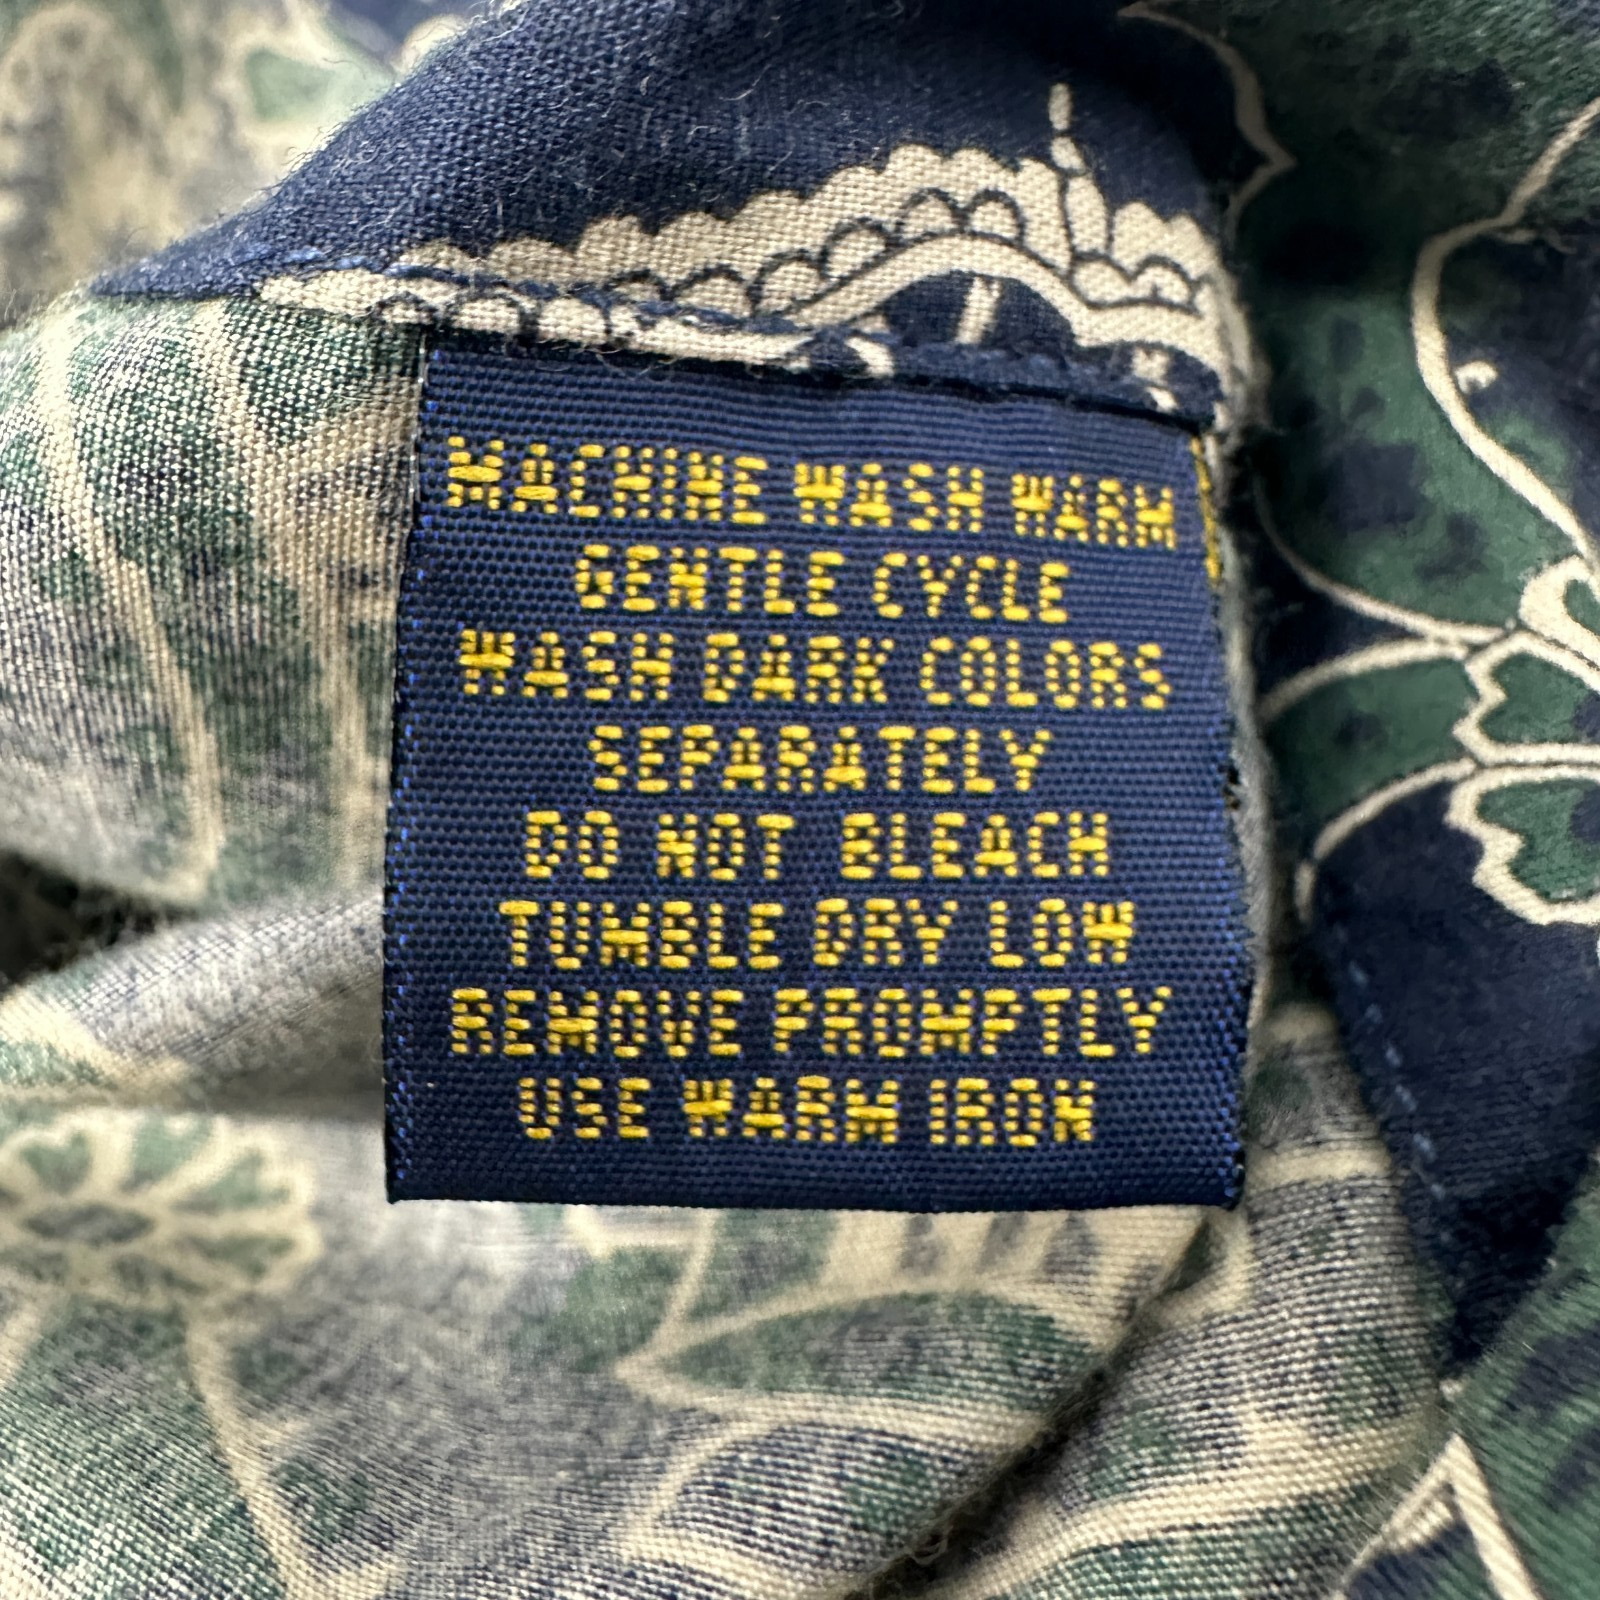 MACHINE WASH WARM
GENTLE CYCLE
WASH DARK COLORS
SEPARATELY
DO NOT BLEACH
TUMBLE DRY LOW
REMOVE PROMPTLY
USE WARM IRON